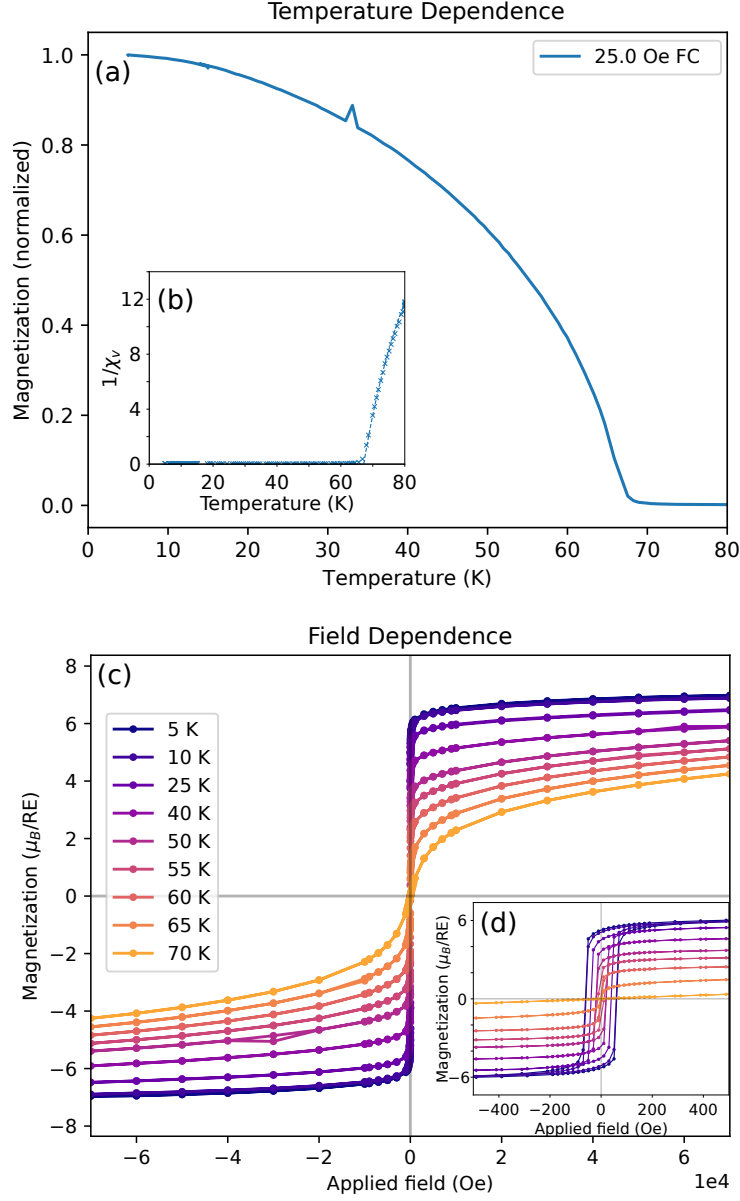 Temperature Dependence
(a)
25.0 Oe FC
Magnetization (normalized)
1.0
0.8
0.6
0.4
0.2
0.0
(b)
1/χᵥ
12
8
4
0
0 20 40 60 80
Temperature (K)
0 10 20 30 40 50 60 70 80
Temperature (K)
Field Dependence
(c)
Magnetization (μ_B/RE)
8
6
4
2
0
−2
−4
−6
−8
5 K
10 K
25 K
40 K
50 K
55 K
60 K
65 K
70 K
(d)
Magnetization (μ_B/RE)
6
0
−6
−400 −200 0 200 400
Applied field (Oe)
−6 −4 −2 0 2 4 6
Applied field (Oe)
1e4